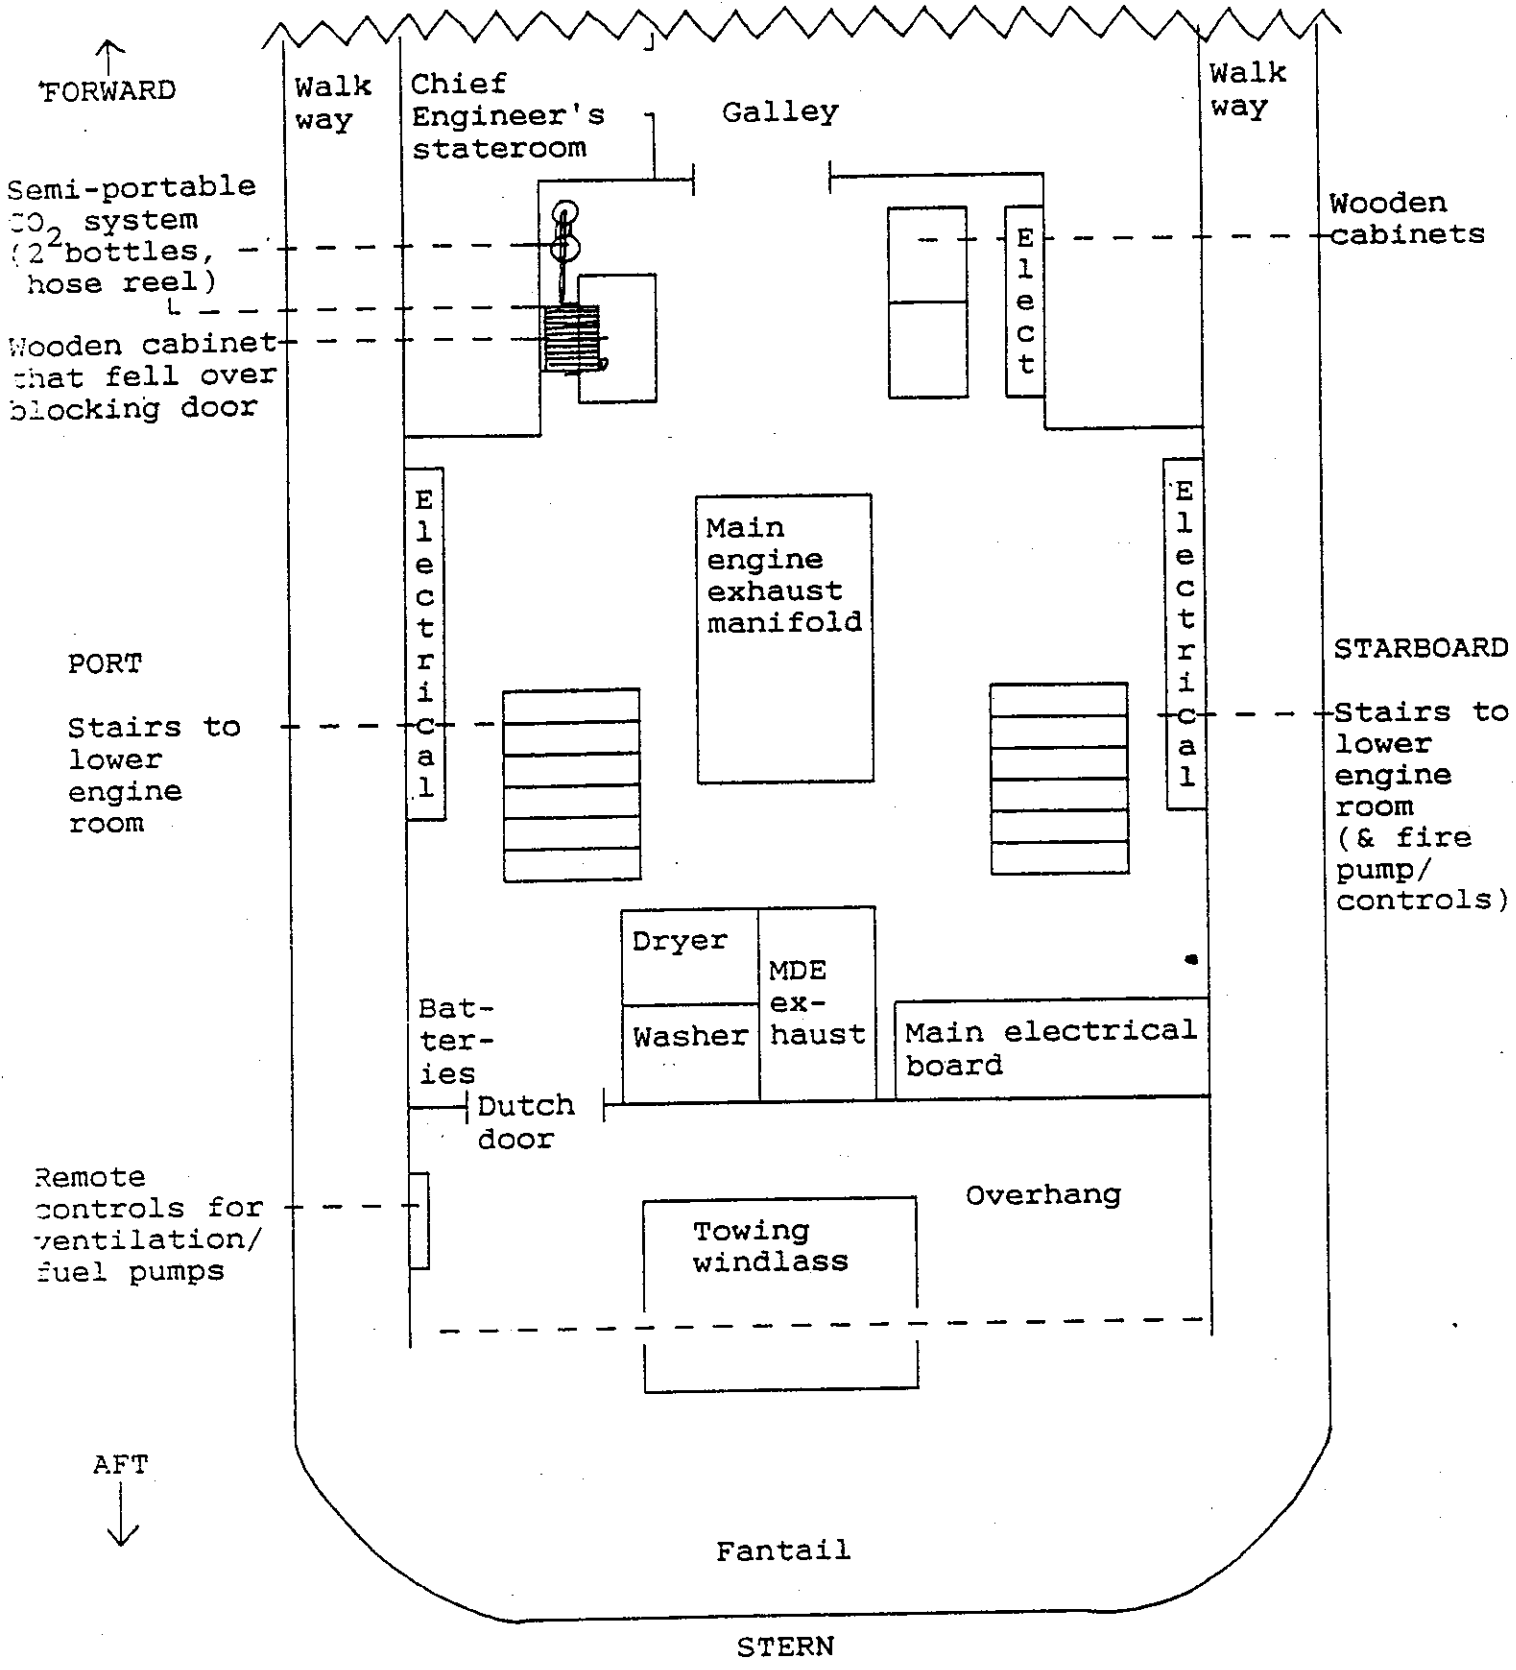 FORWARD
Walk
way
Chief
Engineer's
stateroom
Galley
Walk
way
Semi-portable
CO2 system
(2 bottles,
hose reel)
Wooden cabinet
that fell over
blocking door
Elect
Wooden
cabinets
Electrical
Main
engine
exhaust
manifold
Electrical
PORT
STARBOARD
Stairs to
lower
engine
room
Stairs to
lower
engine
room
(& fire
pump/
controls)
Dryer
Washer
MDE
ex-
haust
Main electrical
board
Bat-
ter-
ies
Dutch
door
Remote
controls for
ventilation/
fuel pumps
Overhang
Towing
windlass
AFT
Fantail
STERN